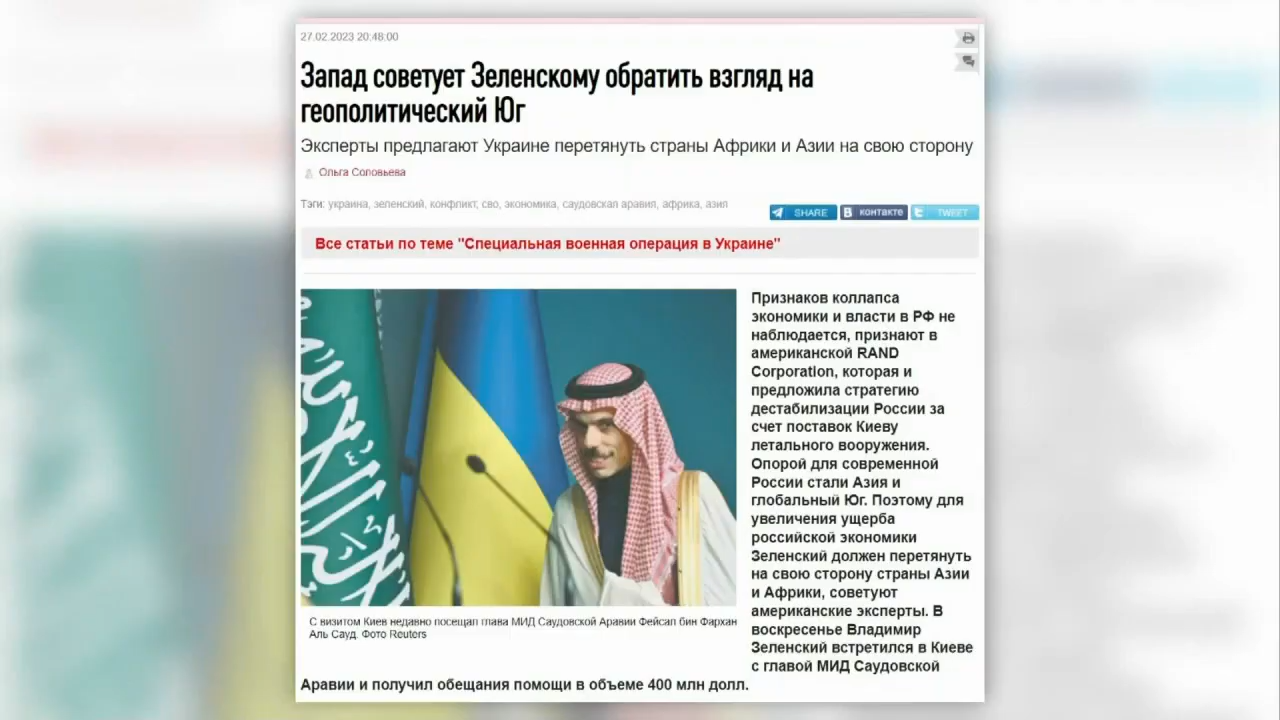 27.02.2023 20:48:00
Запад советует Зеленскому обратить взгляд на
геополитический Юг
Эксперты предлагают Украине перетянуть страны Африки и Азии на свою сторону
Ольга Соловьева
Тэги: украина, зеленский, конфликт, сво, экономика, саудовская аравия, африка, азия
SHARE
В контакте
TWEET
Все статьи по теме "Специальная военная операция в Украине"
Признаков коллапса
экономики и власти в РФ не
наблюдается, признают в
американской RAND
Corporation, которая и
предложила стратегию
дестабилизации России за
счет поставок Киеву
летального вооружения.
Опорой для современной
России стали Азия и
глобальный Юг. Поэтому для
увеличения ущерба
российской экономики
Зеленский должен перетянуть
на свою сторону страны Азии
и Африки, советуют
американские эксперты. В
воскресенье Владимир
Зеленский встретился в Киеве
с главой МИД Саудовской
Аравии и получил обещания помощи в объеме 400 млн долл.
С визитом Киев недавно посещал глава МИД Саудовской Аравии Фейсал бин Фархан
Аль Сауд. Фото Reuters